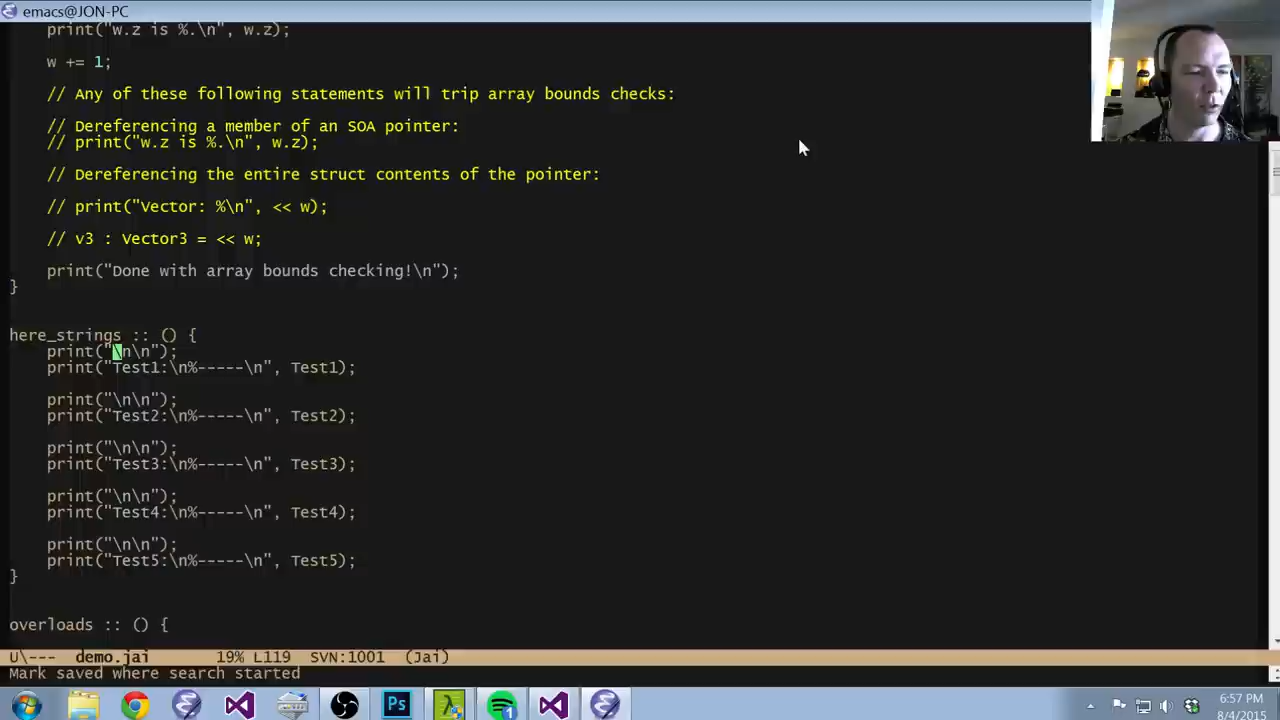 emacs@JON-PC
print("w.z is %.\n", w.z);
w += 1;
// Any of these following statements will trip array bounds checks:
// Dereferencing a member of an SOA pointer:
// print("w.z is %.\n", w.z);
// Dereferencing the entire struct contents of the pointer:
// print("Vector: %\n", << w);
// v3 : Vector3 = << w;
print("Done with array bounds checking!\n");
}
here_strings :: () {
print("\n\n");
print("Test1:\n%-----\n", Test1);
print("\n\n");
print("Test2:\n%-----\n", Test2);
print("\n\n");
print("Test3:\n%-----\n", Test3);
print("\n\n");
print("Test4:\n%-----\n", Test4);
print("\n\n");
print("Test5:\n%-----\n", Test5);
}
overloads :: () {
U\--- demo.jai 19% L119 SVN:1001 (Jai)
Mark saved where search started
Ps
1
6:57 PM
8/4/2015